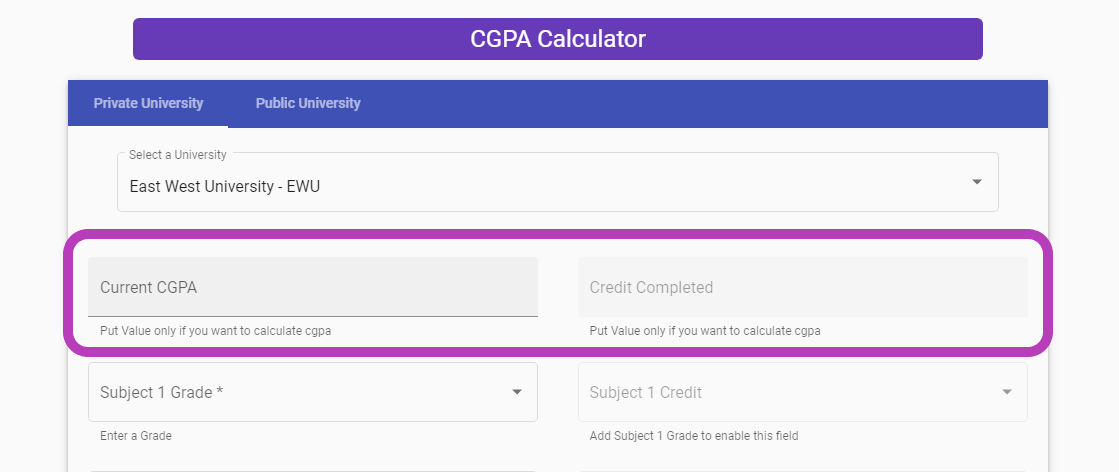 CGPA Calculator
Private University
Public University
Select a University
East West University - EWU
Current CGPA
Credit Completed
Put Value only if you want to calculate cgpa
Put Value only if you want to calculate cgpa
Subject 1 Grade *
Subject 1 Credit
Enter a Grade
Add Subject 1 Grade to enable this field